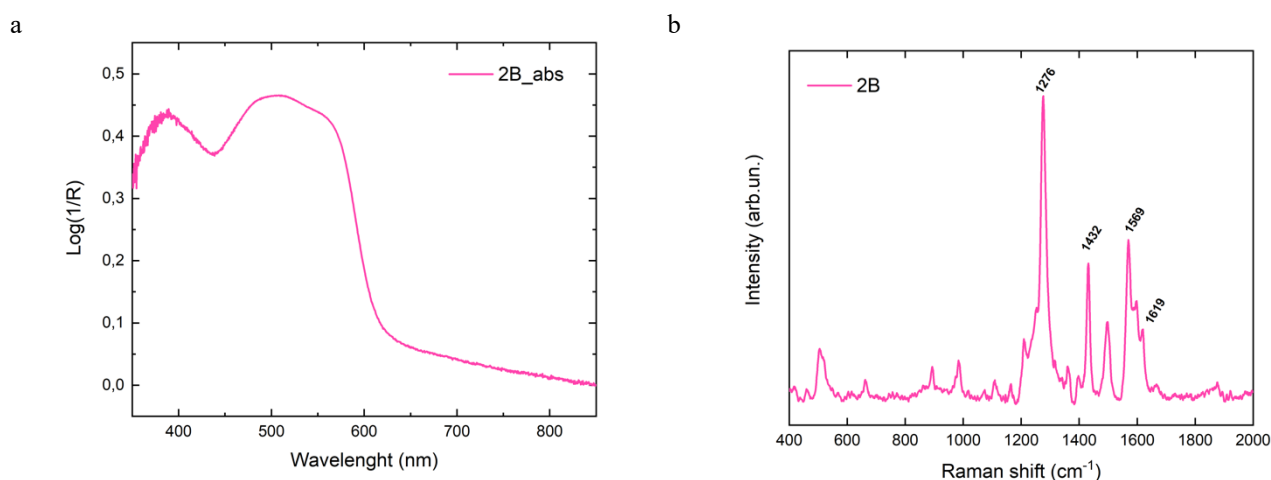 a
b
2B_abs
0,5
0,4
0,3
0,2
0,1
0,0
Log(1/R)
400 500 600 700 800
Wavelenght (nm)
2B
1276
1432
1569
1619
Intensity (arb.un.)
400 600 800 1000 1200 1400 1600 1800 2000
Raman shift (cm⁻¹)